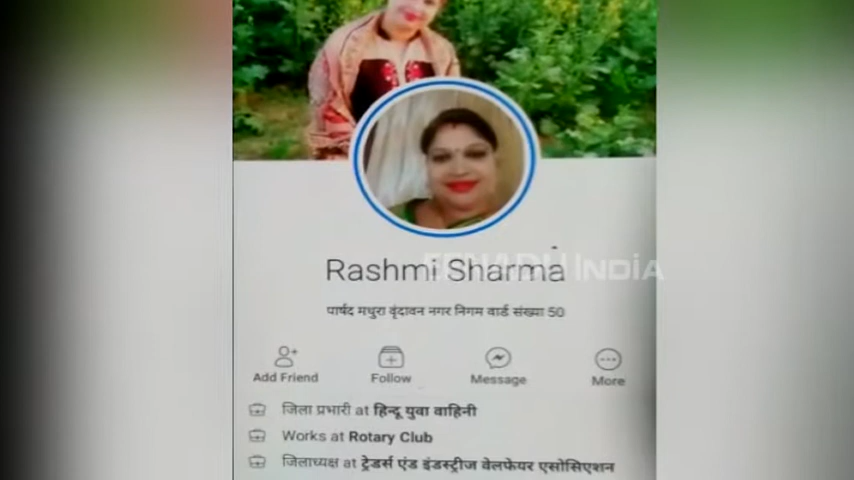 Rashmi Sharma
पार्षद मथुरा वृंदावन नगर निगम वार्ड संख्या 50
Add Friend
Follow
Message
More
जिला प्रभारी at हिन्दू युवा वाहिनी
Works at Rotary Club
जिलाध्यक्ष at ट्रेडर्स एंड इंडस्ट्रीज वेलफेयर एसोसिएशन
INDIA